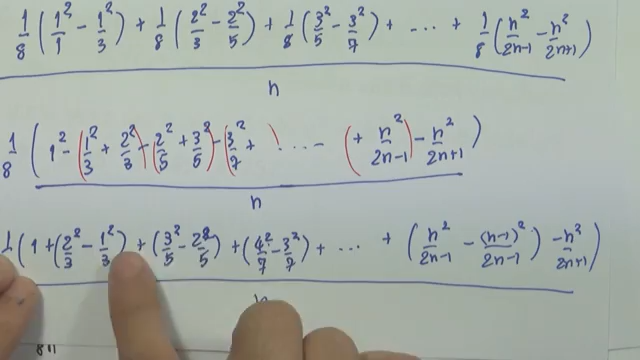 1/8 (1²/1 - 1²/3) + 1/8 (2²/3 - 2²/5) + 1/8 (3²/5 - 3²/7) + ... + 1/8 (n²/2n-1 - n²/2n+1)
n
1/8 (1² - (1²/3 + 2²/3) - (2²/5 + 3²/5) - (3²/7 + ) ... - (+ n²/2n-1) - n²/2n+1)
n
(1 + (2²/3 - 1²/3) + (3²/5 - 2²/5) + (4²/7 - 3²/7) + ... + (n²/2n-1 - (n-1)²/2n-1) - n²/2n+1)